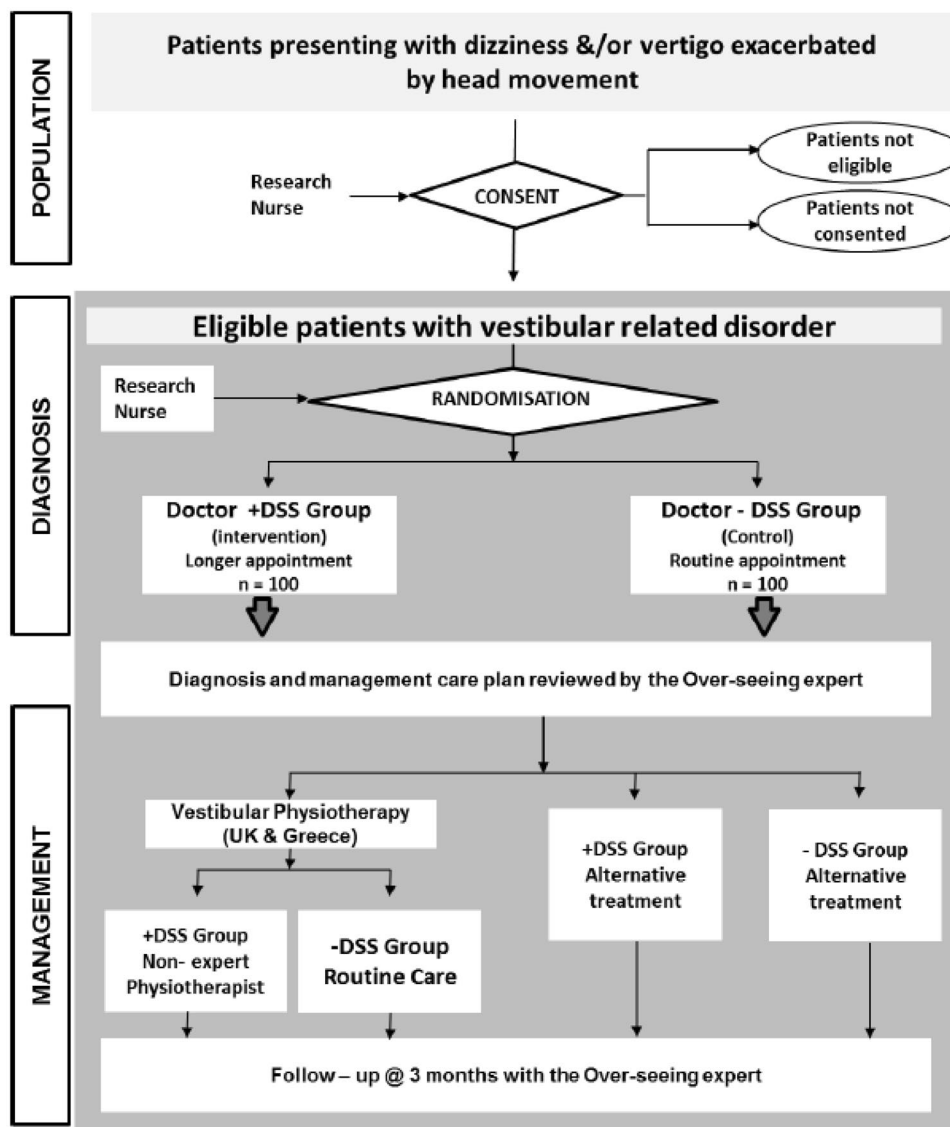 POPULATION
Patients presenting with dizziness &/or vertigo exacerbated
by head movement
Research
Nurse
CONSENT
Patients not
eligible
Patients not
consented
DIAGNOSIS
Eligible patients with vestibular related disorder
Research
Nurse
RANDOMISATION
Doctor +DSS Group
(intervention)
Longer appointment
n = 100
Doctor - DSS Group
(Control)
Routine appointment
n = 100
Diagnosis and management care plan reviewed by the Over-seeing expert
MANAGEMENT
Vestibular Physiotherapy
(UK & Greece)
+DSS Group
Alternative
treatment
- DSS Group
Alternative
treatment
+DSS Group
Non- expert
Physiotherapist
-DSS Group
Routine Care
Follow – up @ 3 months with the Over-seeing expert